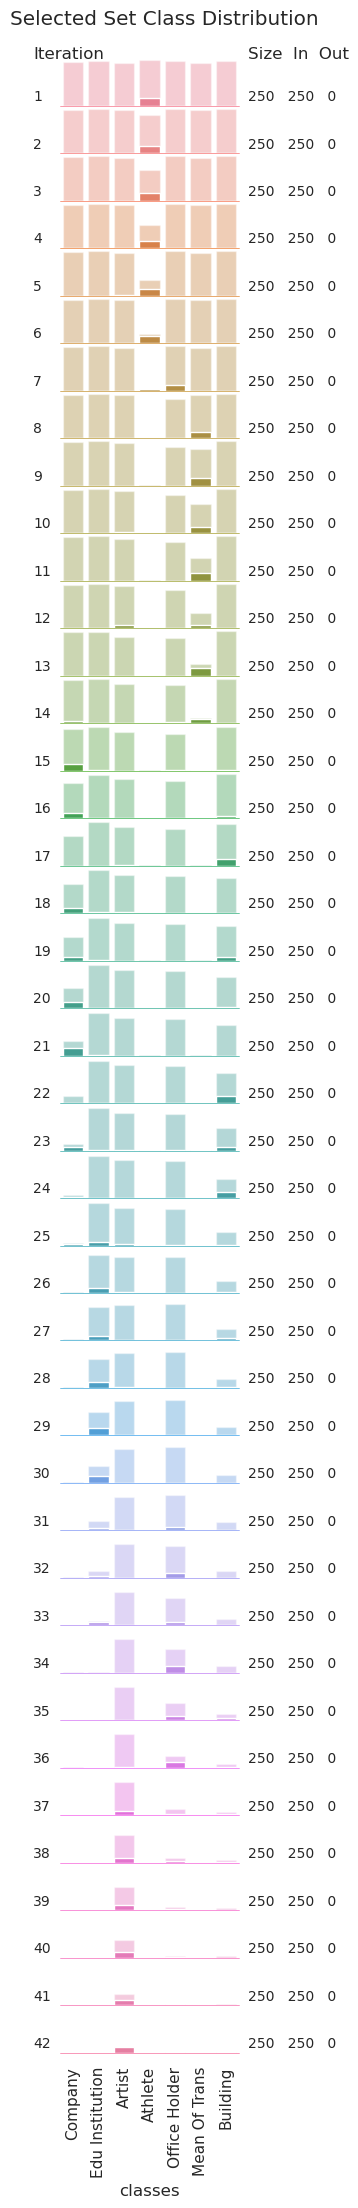 Selected Set Class Distribution
Iteration Size In Out
1 250 250 0
2 250 250 0
3 250 250 0
4 250 250 0
5 250 250 0
6 250 250 0
7 250 250 0
8 250 250 0
9 250 250 0
10 250 250 0
11 250 250 0
12 250 250 0
13 250 250 0
14 250 250 0
15 250 250 0
16 250 250 0
17 250 250 0
18 250 250 0
19 250 250 0
20 250 250 0
21 250 250 0
22 250 250 0
23 250 250 0
24 250 250 0
25 250 250 0
26 250 250 0
27 250 250 0
28 250 250 0
29 250 250 0
30 250 250 0
31 250 250 0
32 250 250 0
33 250 250 0
34 250 250 0
35 250 250 0
36 250 250 0
37 250 250 0
38 250 250 0
39 250 250 0
40 250 250 0
41 250 250 0
42 250 250 0
Company
Edu Institution
Artist
Athlete
Office Holder
Mean Of Trans
Building
classes